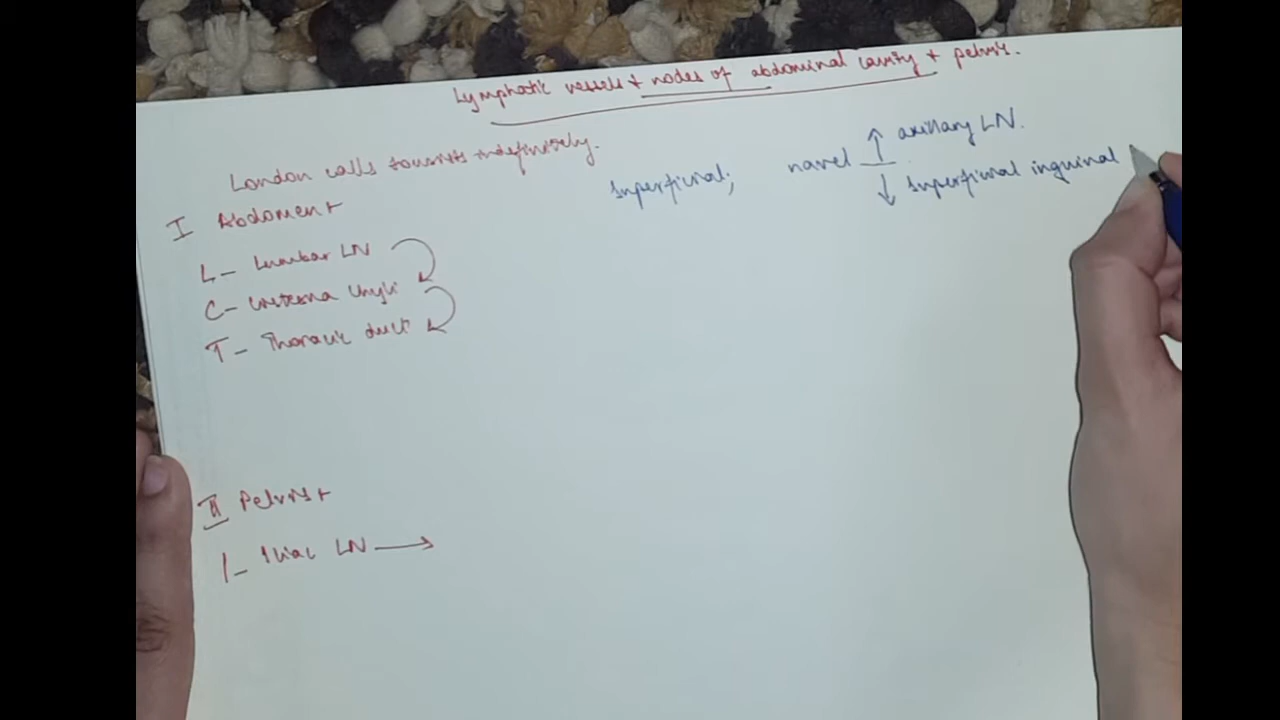 Lymphatic vessels + nodes of abdominal cavity + pelvis.
London calls tourists indefinitely.
Superficial; navel ↑ axillary LN.
↓ superficial inguinal
I Abdomen +
L - Lumbar LN
C - Cisterna chyli
T - Thoracic duct
II Pelvis +
I - Iliac LN →